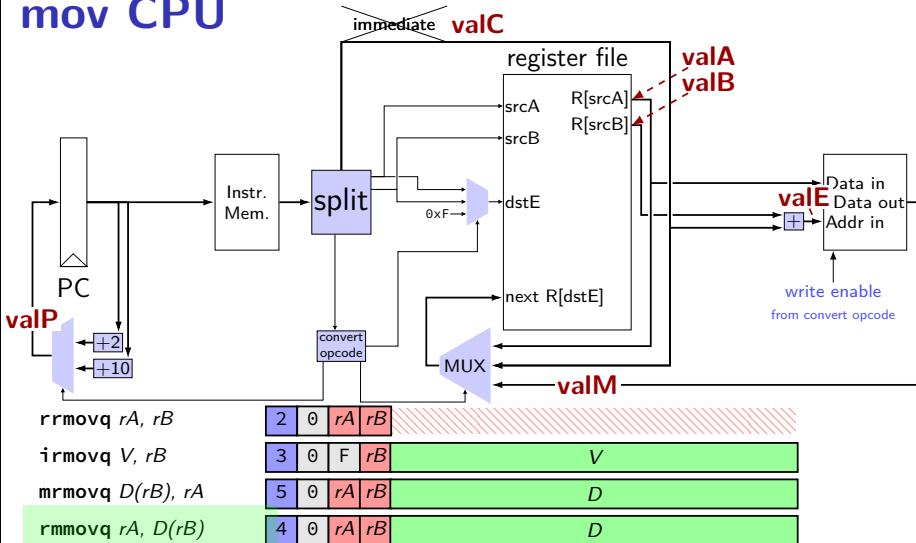 mov CPU
immediate valC
register file
valA
valB
srcA
R[srcA]
srcB
R[srcB]
Instr.
Mem.
split
dstE
0xF
Data in
valE
Data out
+
Addr in
PC
next R[dstE]
write enable
from convert opcode
valP
+2
+10
convert
opcode
MUX
valM
rrmovq rA, rB 2 0 rA rB
irmovq V, rB 3 0 F rB V
mrmovq D(rB), rA 5 0 rA rB D
rmmovq rA, D(rB) 4 0 rA rB D